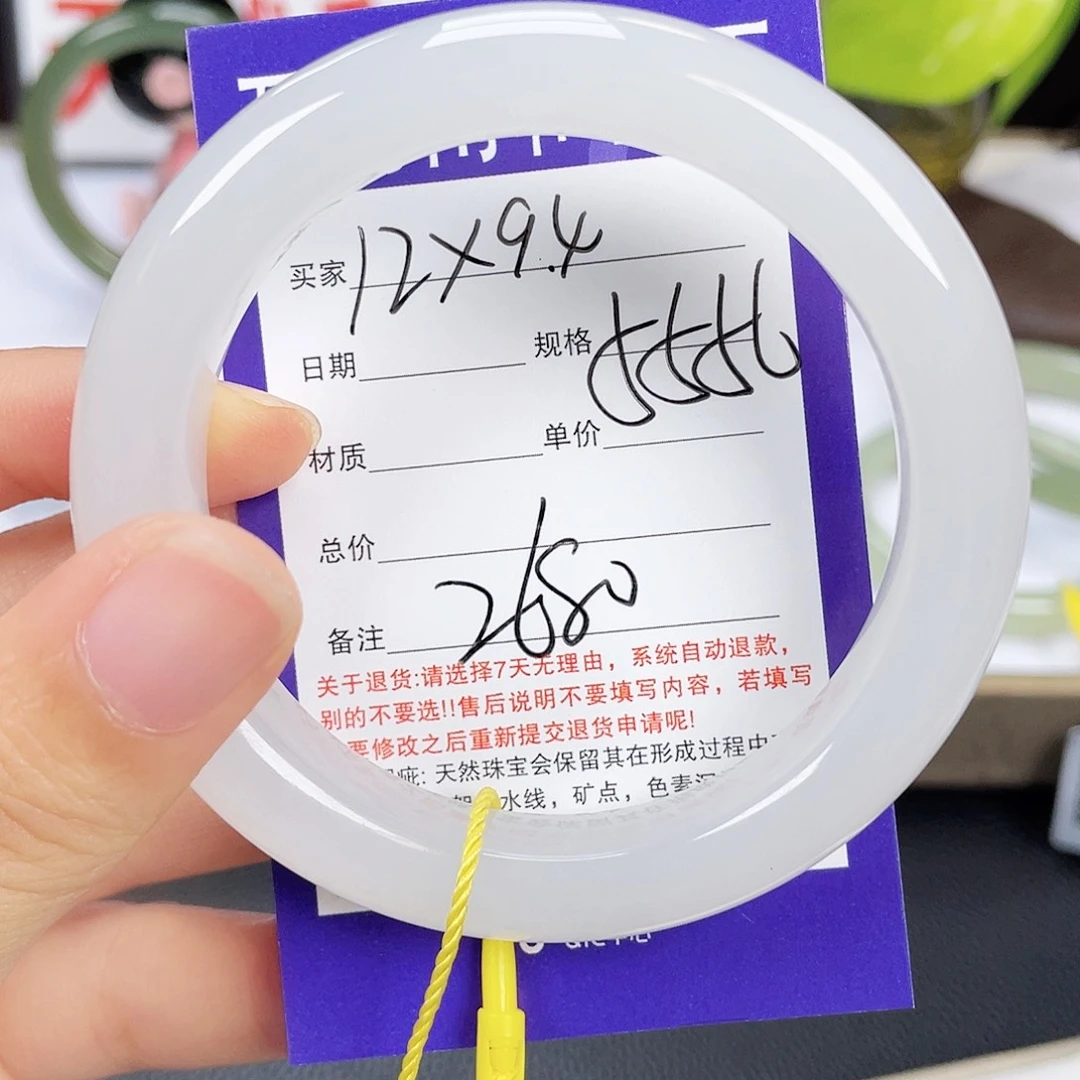 买家 12×9.4
日期 规格
材质 单价
总价
备注 2680
关于退货:请选择7天无理由，系统自动退款，
别的不要选!!售后说明不要填写内容，若填写
要修改之后重新提交退货申请呢!
疵: 天然珠宝会保留其在形成过程中
水线，矿点，色素沉